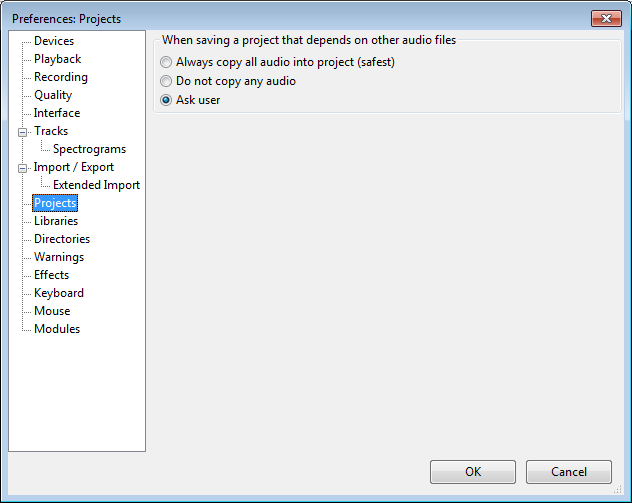 Preferences: Projects
Devices
Playback
Recording
Quality
Interface
Tracks
Spectrograms
Import / Export
Extended Import
Projects
Libraries
Directories
Warnings
Effects
Keyboard
Mouse
Modules
When saving a project that depends on other audio files
Always copy all audio into project (safest)
Do not copy any audio
Ask user
OK
Cancel